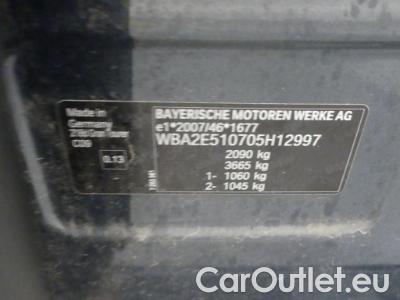 Made in
Germany
C09
0.13
BAYERISCHE MOTOREN WERKE AG
e1*2007/46*1677
WBA2E510705H12997
2090 kg
3665 kg
1- 1060 kg
2- 1045 kg
CarOutlet.eu